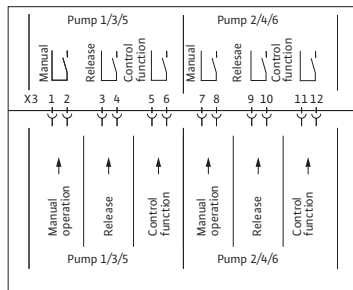 Pump 1/3/5 Pump 2/4/6
Manual Release Control function Manual Relesae Control function
X3 1 2 3 4 5 6 7 8 9 10 11 12
Manual operation Release Control function Manual operation Release Control function
Pump 1/3/5 Pump 2/4/6